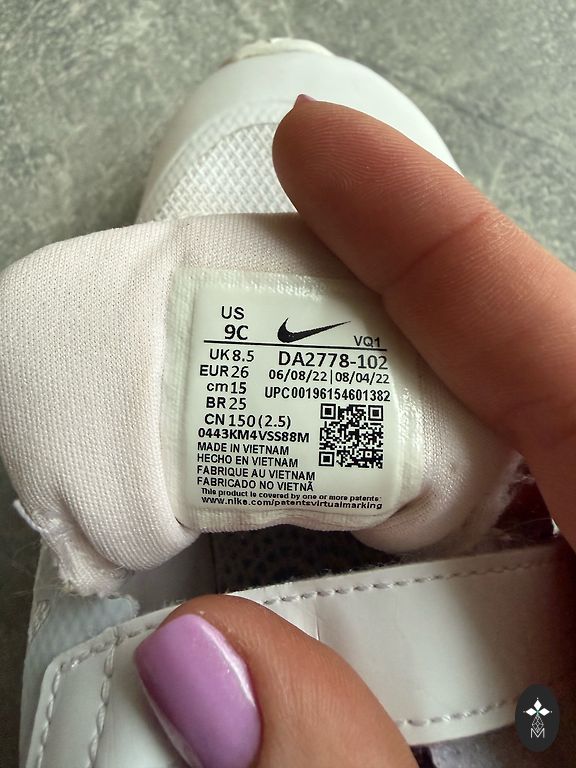 US
9C
VQ1
UK 8.5 DA2778-102
EUR 26 06/08/22 | 08/04/22
cm 15 UPC00196154601382
BR 25
CN 150 (2.5)
0443KM4VSS88M
MADE IN VIETNAM
HECHO EN VIETNAM
FABRIQUE AU VIETNAM
FABRICADO NO VIETNÃ
This product is covered by one or more patents:
www.nike.com/patentsvirtualmarking
M